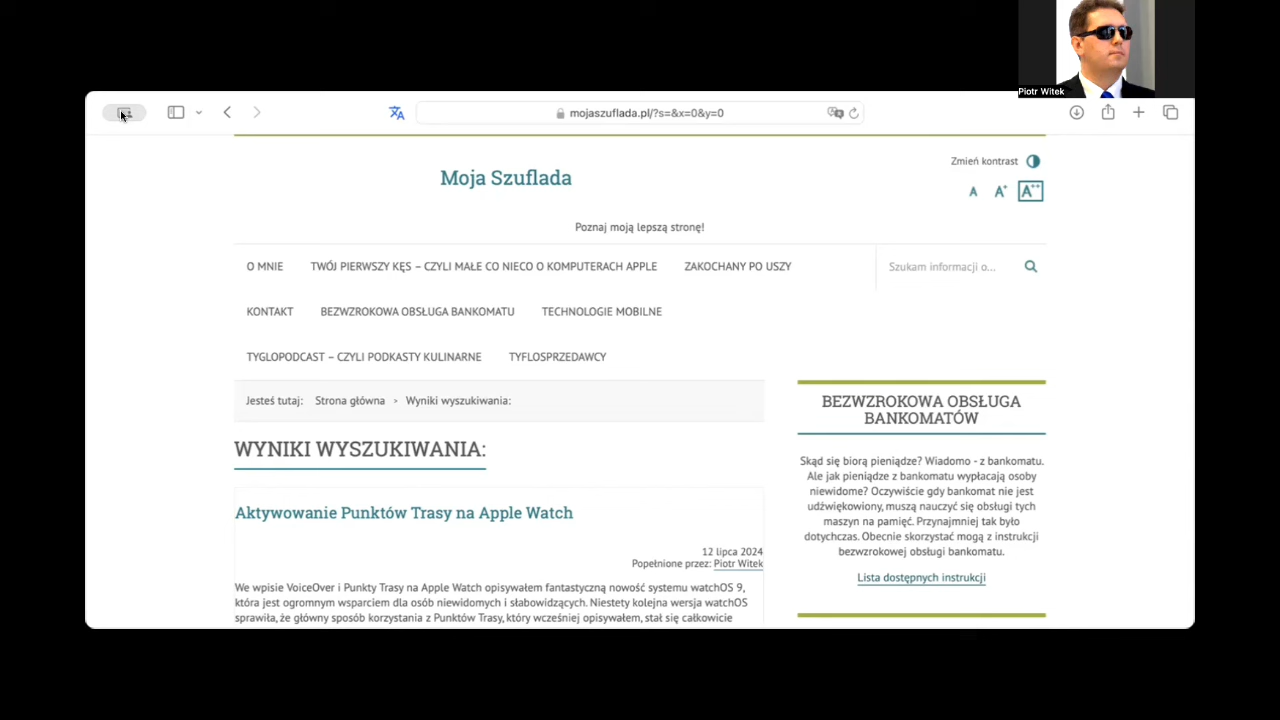 Piotr Witek
mojaszuflada.pl/?s=&x=0&y=0
Zmień kontrast
Moja Szuflada
A A+ A++
Poznaj moją lepszą stronę!
O MNIE TWÓJ PIERWSZY KĘS – CZYLI MAŁE CO NIECO O KOMPUTERACH APPLE ZAKOCHANY PO USZY
Szukam informacji o...
KONTAKT BEZWZROKOWA OBSŁUGA BANKOMATU TECHNOLOGIE MOBILNE
TYGLOPODCAST – CZYLI PODKASTY KULINARNE TYFLOSPRZEDAWCY
Jesteś tutaj: Strona główna > Wyniki wyszukiwania:
WYNIKI WYSZUKIWANIA:
Aktywowanie Punktów Trasy na Apple Watch
12 lipca 2024
Popełnione przez: Piotr Witek
We wpisie VoiceOver i Punkty Trasy na Apple Watch opisywałem fantastyczną nowość systemu watchOS 9,
która jest ogromnym wsparciem dla osób niewidomych i słabowidzących. Niestety kolejna wersja watchOS
sprawiła, że główny sposób korzystania z Punktów Trasy, który wcześniej opisywałem, stał się całkowicie
BEZWZROKOWA OBSŁUGA
BANKOMATÓW
Skąd się biorą pieniądze? Wiadomo - z bankomatu.
Ale jak pieniądze z bankomatu wypłacają osoby
niewidome? Oczywiście gdy bankomat nie jest
udźwiękowiony, muszą nauczyć się obsługi tych
maszyn na pamięć. Przynajmniej tak było
dotychczas. Obecnie skorzystać mogą z instrukcji
bezwzrokowej obsługi bankomatu.
Lista dostępnych instrukcji